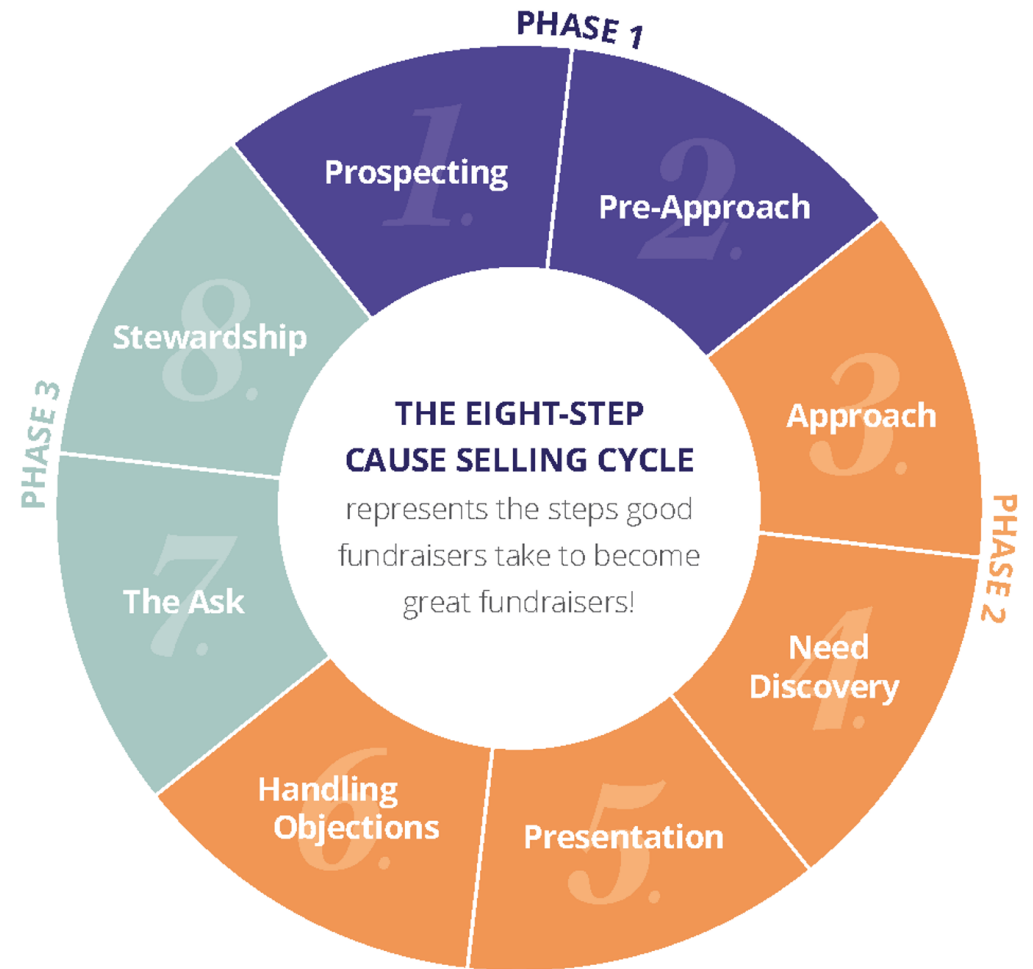 PHASE 1
1.
Prospecting
2.
Pre-Approach
PHASE 2
3.
Approach
4.
Need
Discovery
5.
Presentation
6.
Handling
Objections
PHASE 3
7.
The Ask
8.
Stewardship
THE EIGHT-STEP
CAUSE SELLING CYCLE
represents the steps good
fundraisers take to become
great fundraisers!